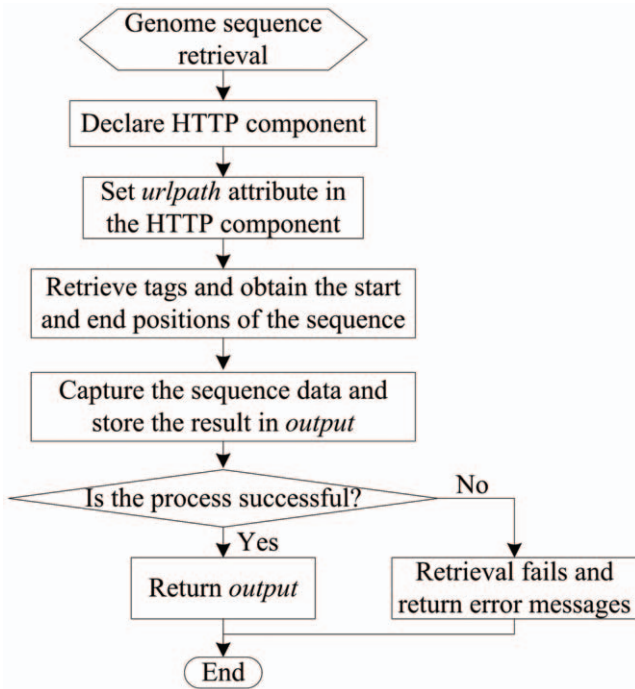 Genome sequence
retrieval
Declare HTTP component
Set urlpath attribute in
the HTTP component
Retrieve tags and obtain the start
and end positions of the sequence
Capture the sequence data and
store the result in output
Is the process successful?
No
Yes
Return output
Retrieval fails and
return error messages
End